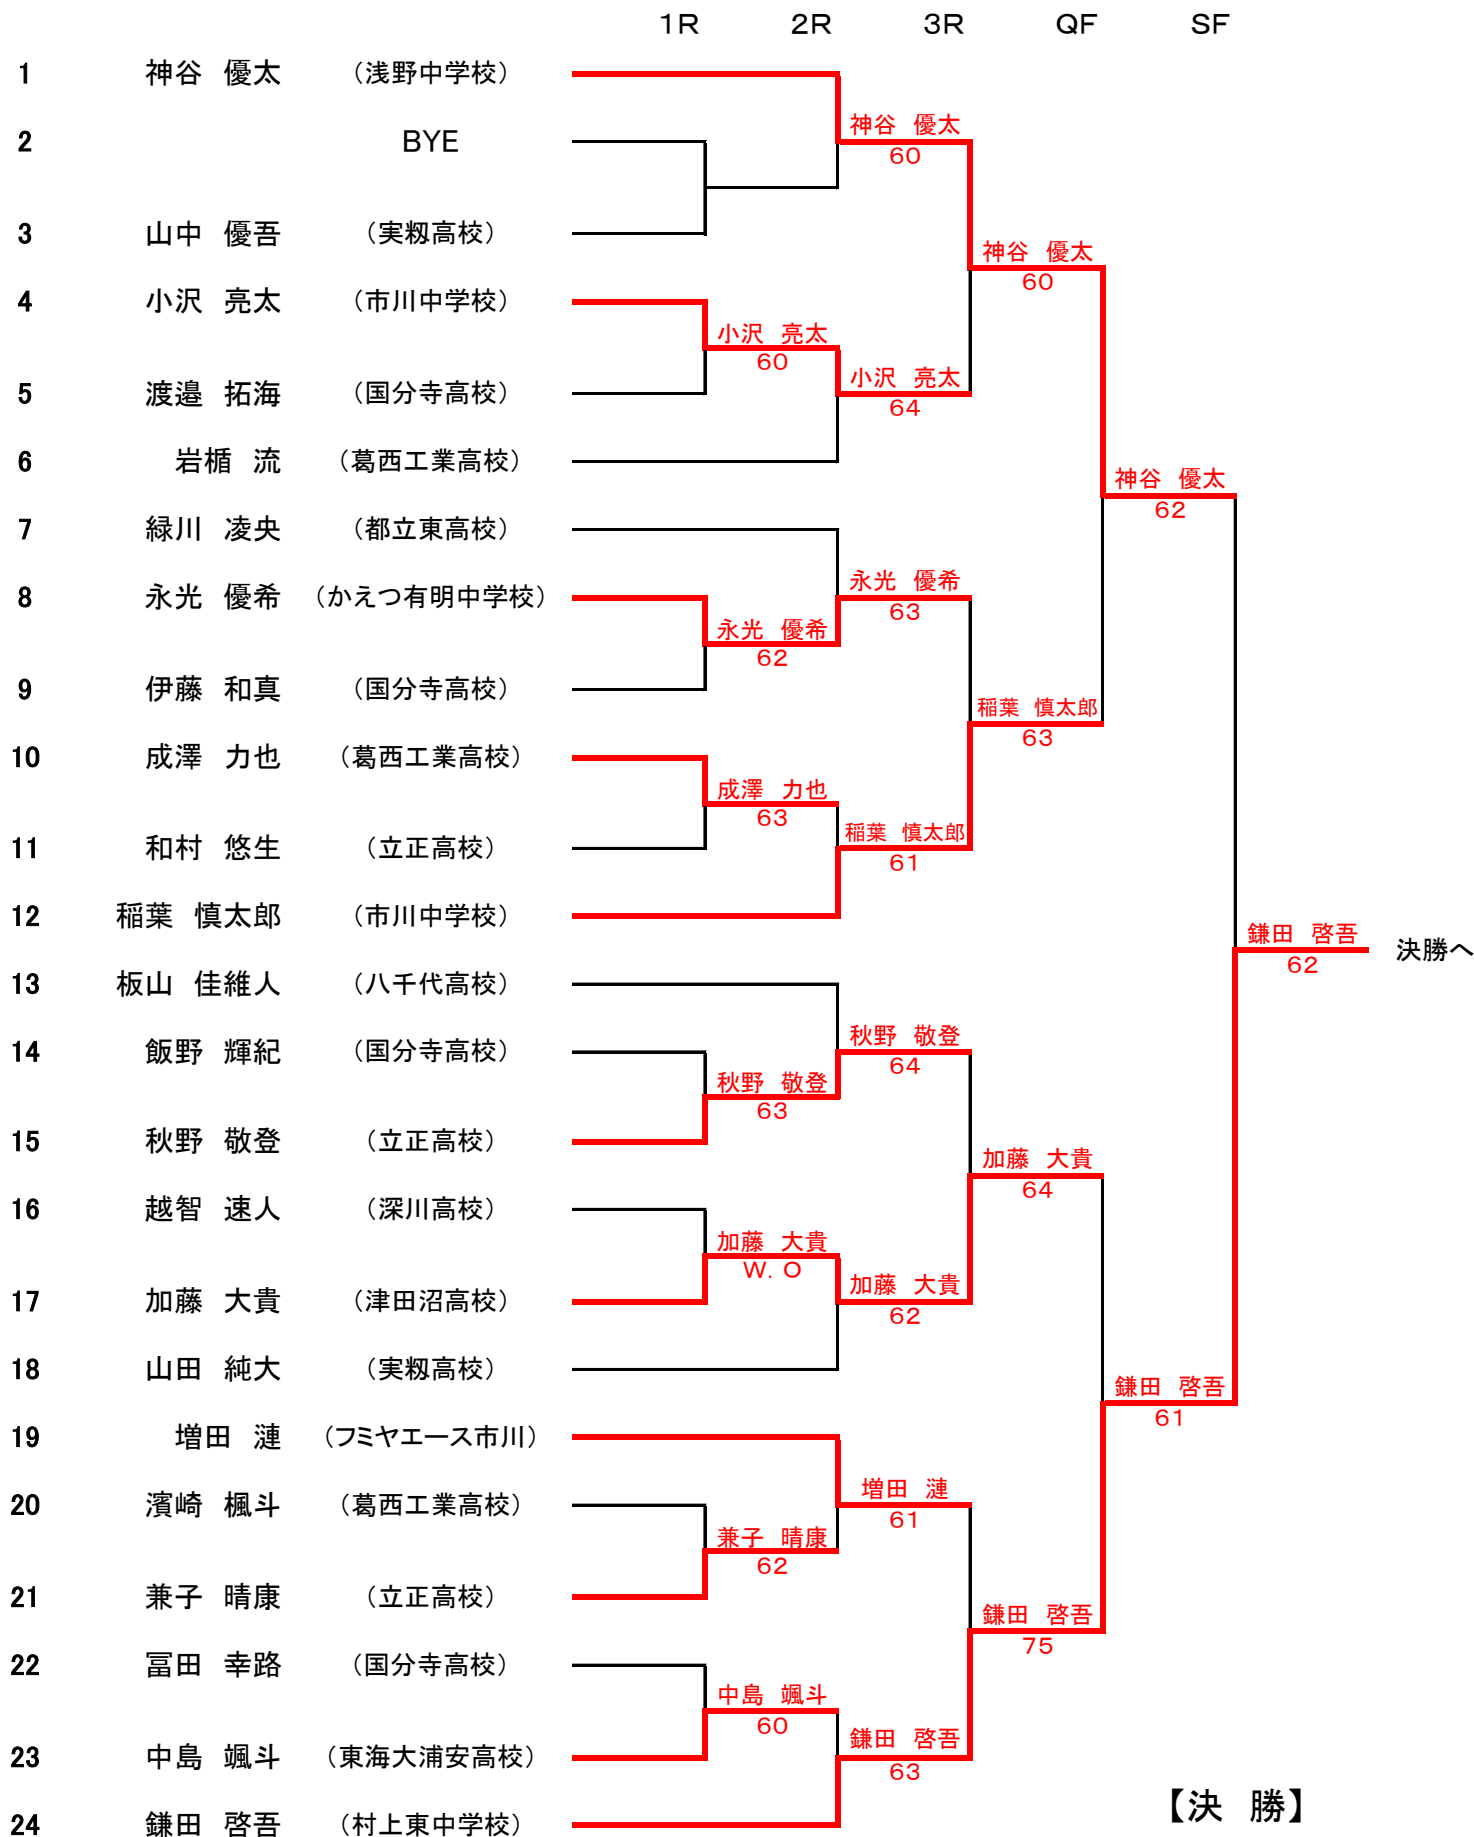 1R 2R 3R QF SF
1 神谷 優太 （浅野中学校）
神谷 優太
2 BYE
60
3 山中 優吾 （実籾高校）
神谷 優太
60
4 小沢 亮太 （市川中学校）
小沢 亮太
60
小沢 亮太
64
5 渡邉 拓海 （国分寺高校）
6 岩楯 流 （葛西工業高校）
神谷 優太
62
7 緑川 凌央 （都立東高校）
永光 優希
63
8 永光 優希 （かえつ有明中学校）
永光 優希
62
9 伊藤 和真 （国分寺高校）
稲葉 慎太郎
63
10 成澤 力也 （葛西工業高校）
成澤 力也
63
稲葉 慎太郎
61
11 和村 悠生 （立正高校）
12 稲葉 慎太郎 （市川中学校）
鎌田 啓吾
62
決勝へ
13 板山 佳維人 （八千代高校）
秋野 敬登
64
14 飯野 輝紀 （国分寺高校）
秋野 敬登
63
15 秋野 敬登 （立正高校）
加藤 大貴
64
16 越智 速人 （深川高校）
加藤 大貴
W．O
加藤 大貴
62
17 加藤 大貴 （津田沼高校）
18 山田 純大 （実籾高校）
鎌田 啓吾
61
19 増田 漣 （フミヤエース市川）
増田 漣
61
20 濱崎 楓斗 （葛西工業高校）
兼子 晴康
62
21 兼子 晴康 （立正高校）
鎌田 啓吾
75
22 冨田 幸路 （国分寺高校）
中島 颯斗
60
鎌田 啓吾
63
23 中島 颯斗 （東海大浦安高校）
【決 勝】
24 鎌田 啓吾 （村上東中学校）